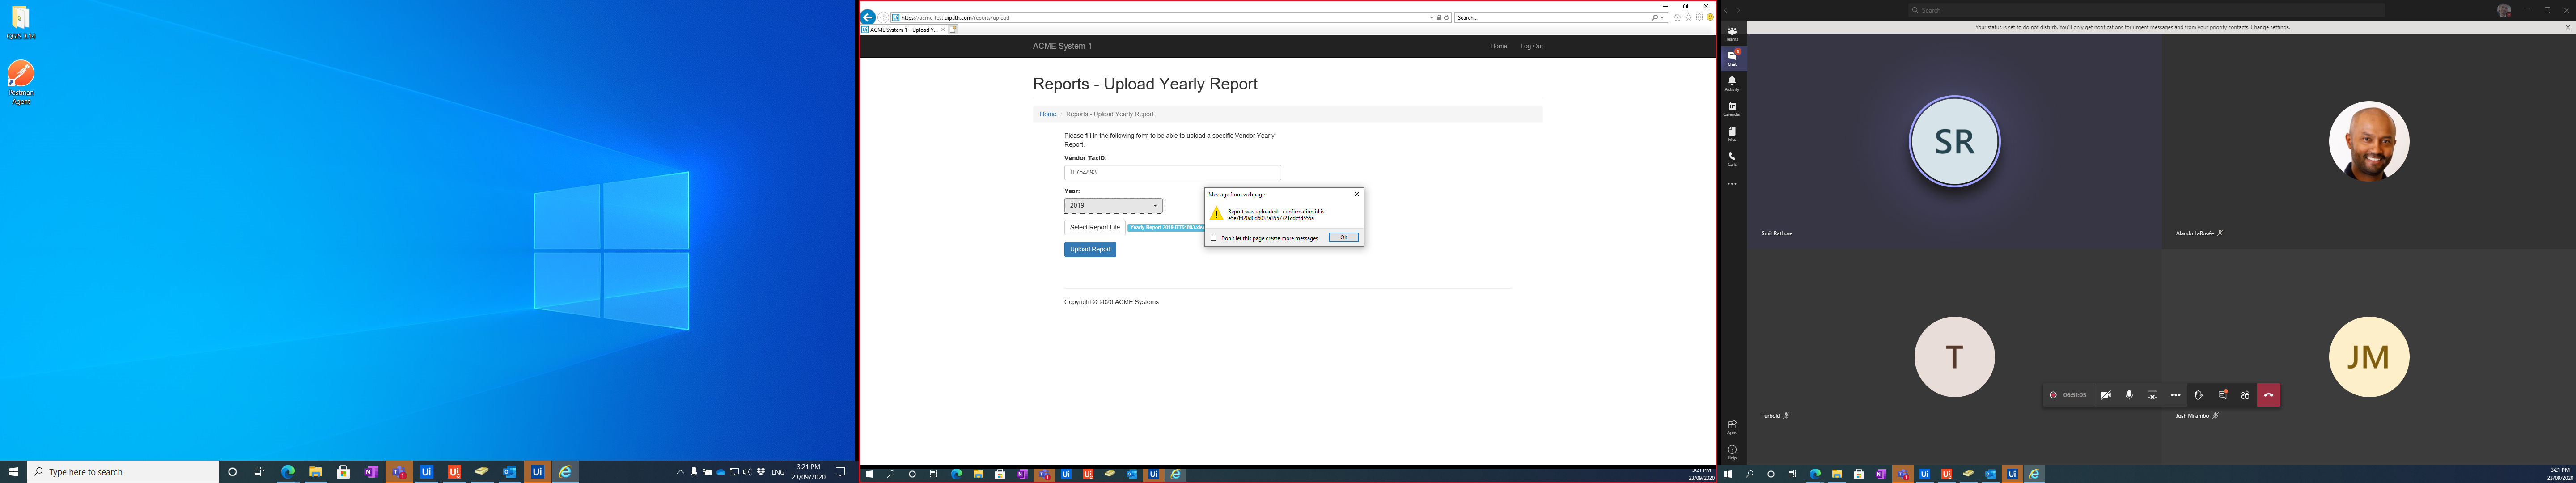 QGIS 3.14
Postman
Agent
Type here to search
ENG
3:21 PM
23/09/2020
https://acme-test.uipath.com/reports/upload
Search...
ACME System 1 - Upload Y...
ACME System 1
Home
Log Out
Reports - Upload Yearly Report
Home / Reports - Upload Yearly Report
Please fill in the following form to be able to upload a specific Vendor Yearly
Report.
Vendor TaxID:
IT754893
Year:
2019
Select Report File
Yearly-Report-2019-IT754893.xlsx
Upload Report
Message from webpage
Report was uploaded - confirmation id is
Don't let this page create more messages
OK
Copyright © 2020 ACME Systems
3:21 PM
23/09/2020
Search
Your status is set to do not disturb. You'll only get notifications for urgent messages and from your priority contacts. Change settings.
Teams
Chat
Activity
Calendar
Files
Calls
Apps
Help
SR
Smit Rathore
Alando LaRosée
T
Turbold
JM
Josh Milambo
06:51:05
3:21 PM
23/09/2020